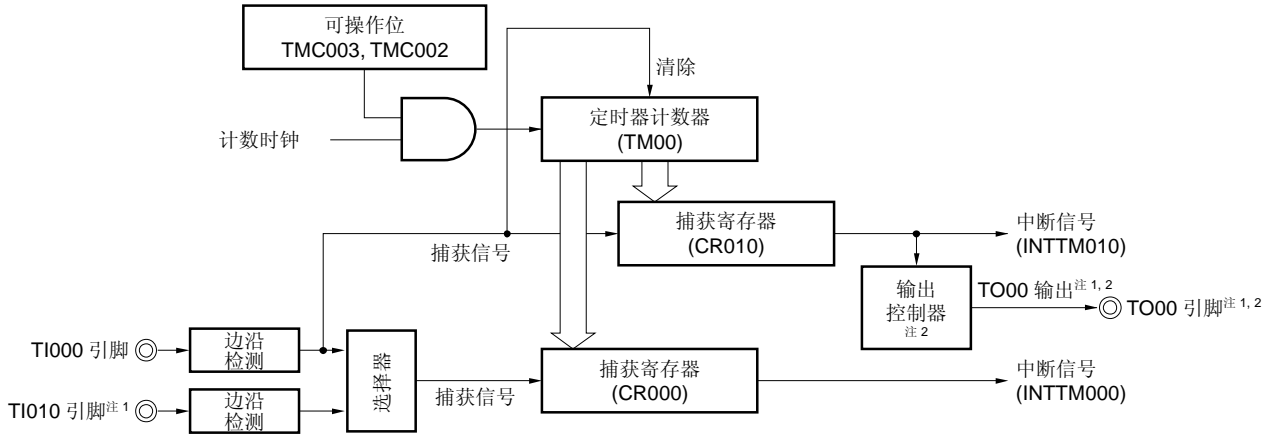 可操作位
TMC003, TMC002
清除
计数时钟
定时器计数器
(TM00)
捕获寄存器
(CR010)
捕获信号
中断信号
(INTTM010)
输出
控制器
注 2
TO00 输出注 1, 2
TO00 引脚注 1, 2
TI000 引脚
边沿
检测
选择器
捕获信号
捕获寄存器
(CR000)
中断信号
(INTTM000)
TI010 引脚注 1
边沿
检测